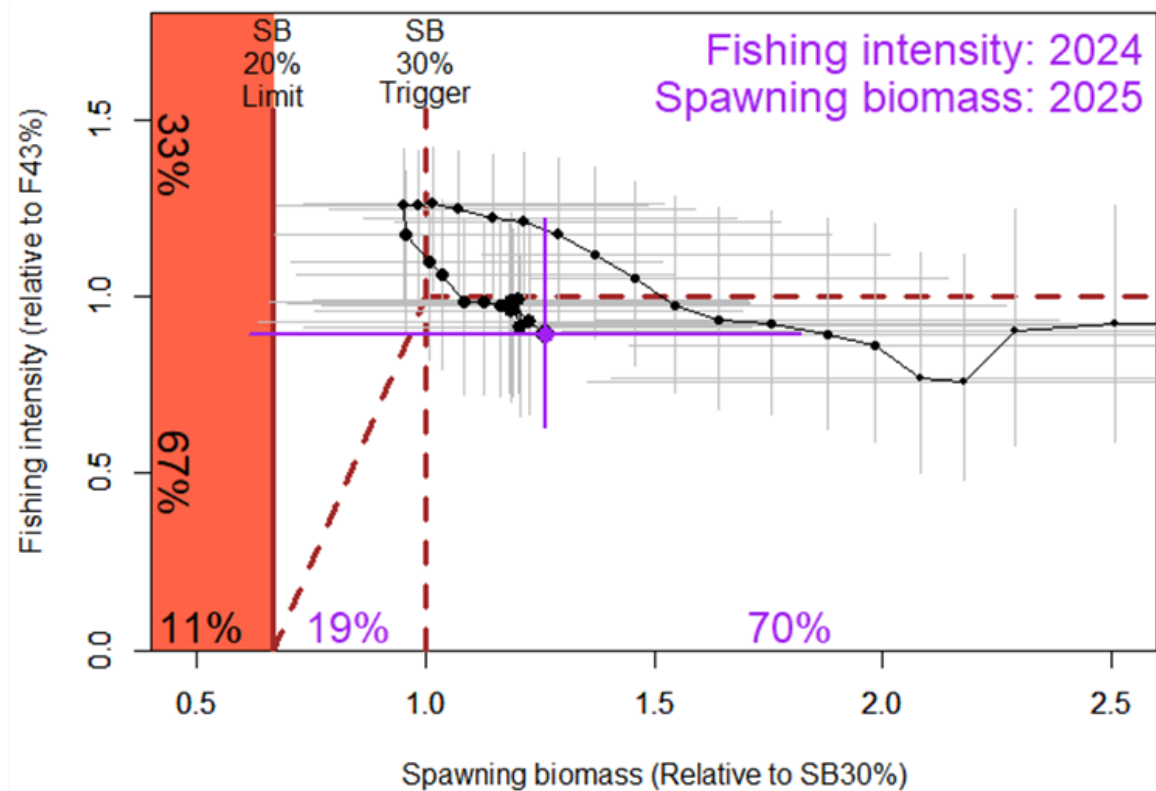 SB
20%
Limit
SB
30%
Trigger
Fishing intensity: 2024
Spawning biomass: 2025
Fishing intensity (relative to F43%)
1.5
1.0
0.5
0.0
33%
67%
11%
19%
70%
0.5
1.0
1.5
2.0
2.5
Spawning biomass (Relative to SB30%)